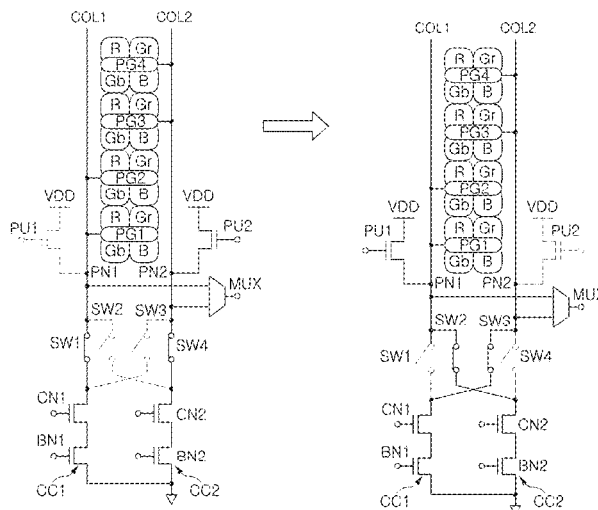 COL1 COL2
R Gr
PG4
Gb B
R Gr
PG3
Gb B
R Gr
PG2
Gb B
VDD VDD
R Gr
PU1 PG1 PU2
Gb B
PN1 PN2
MUX
SW2 SW3
SW1 SW4
CN1 CN2
BN1 BN2
CC1 CC2
COL1 COL2
R Gr
PG4
Gb B
R Gr
PG3
Gb B
R Gr
PG2
Gb B
VDD VDD
R Gr
PU1 PG1 PU2
Gb B
PN1 PN2
MUX
SW2 SW3
SW1 SW4
CN1 CN2
BN1 BN2
CC1 CC2